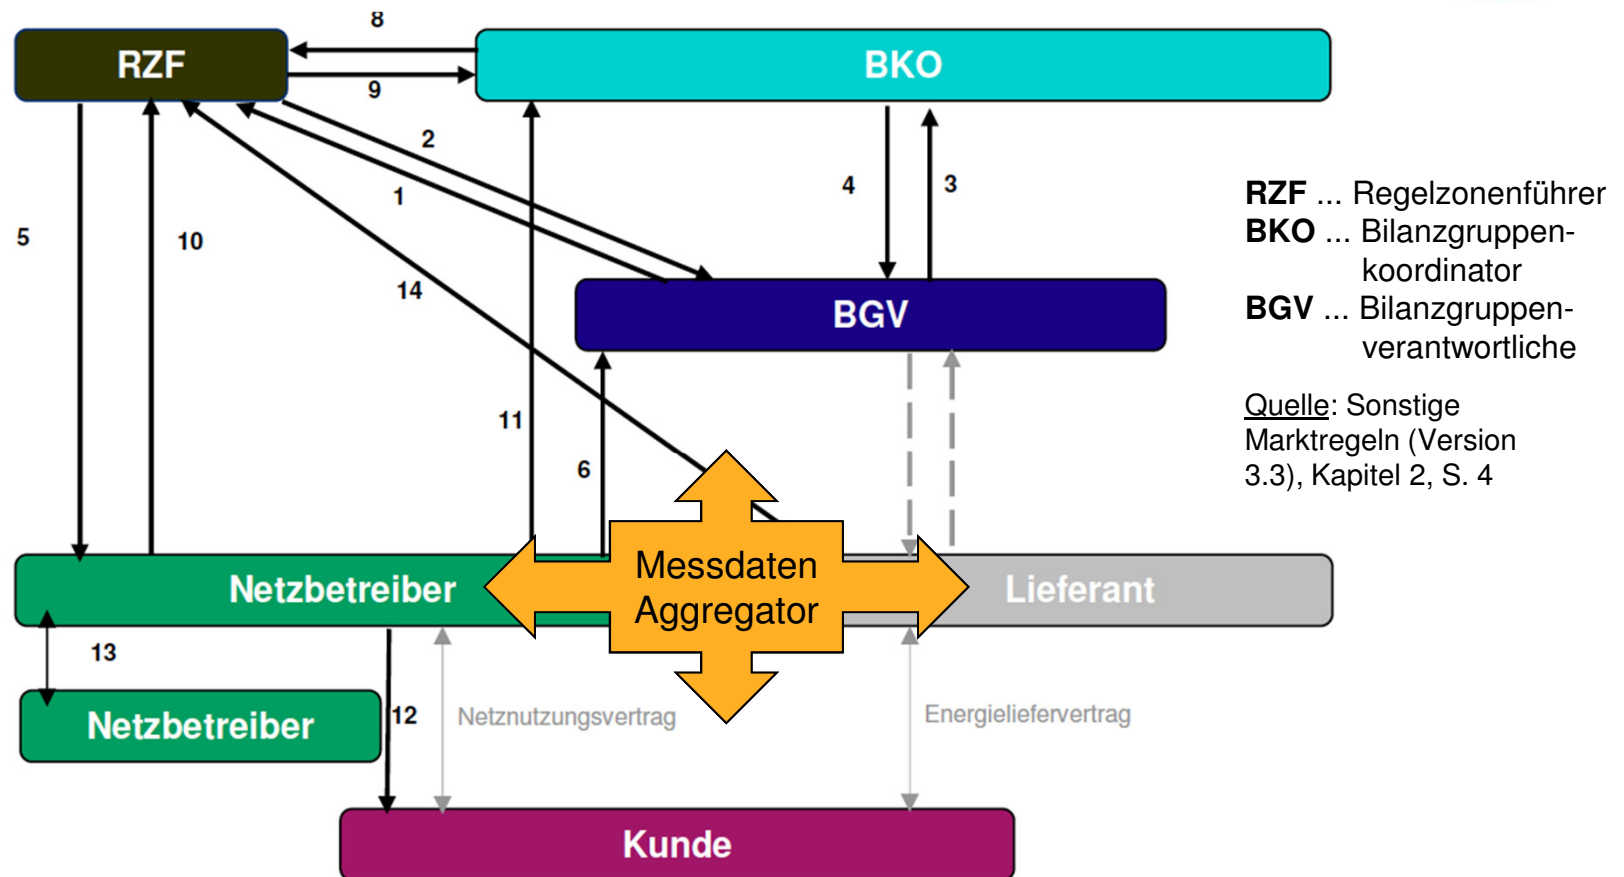 8
RZF
BKO
9
2
1
4
3
RZF ... Regelzonenführer
BKO ... Bilanzgruppen-
koordinator
BGV ... Bilanzgruppen-
verantwortliche
5
10
14
BGV
11
6
Quelle: Sonstige
Marktregeln (Version
3.3), Kapitel 2, S. 4
Netzbetreiber
Messdaten
Aggregator
Lieferant
13
Netzbetreiber
12
Netznutzungsvertrag
Energieliefervertrag
Kunde